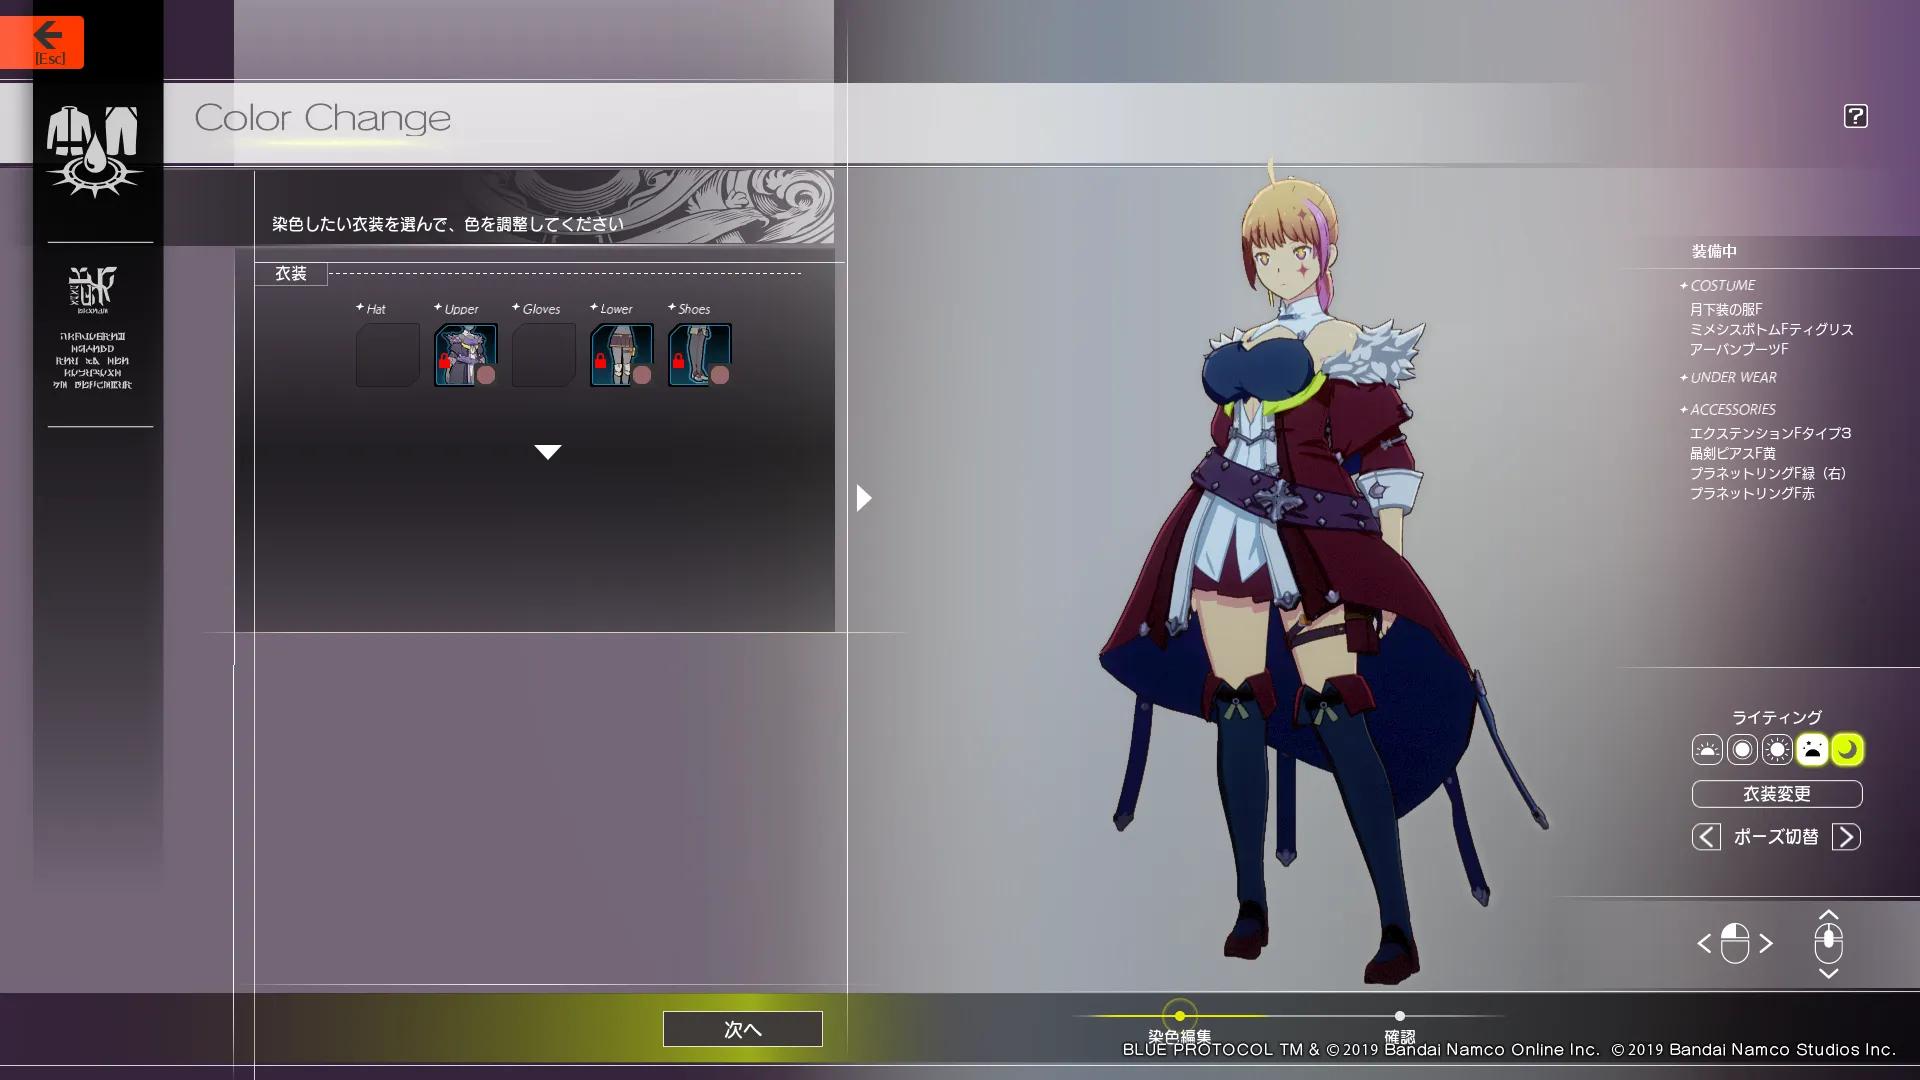 [Esc]
Color Change
?
染色したい衣装を選んで、色を調整してください
衣装
Hat
Upper
Gloves
Lower
Shoes
次へ
装備中
COSTUME
月下装の服F
ミメシスボトムFティグリス
アーバンブーツF
UNDER WEAR
ACCESSORIES
エクステンションFタイプ3
晶剣ピアスF黄
プラネットリングF緑（右）
プラネットリングF赤
ライティング
衣装変更
ポーズ切替
染色編集
確認
BLUE PROTOCOL TM & ©2019 Bandai Namco Online Inc. ©2019 Bandai Namco Studios Inc.